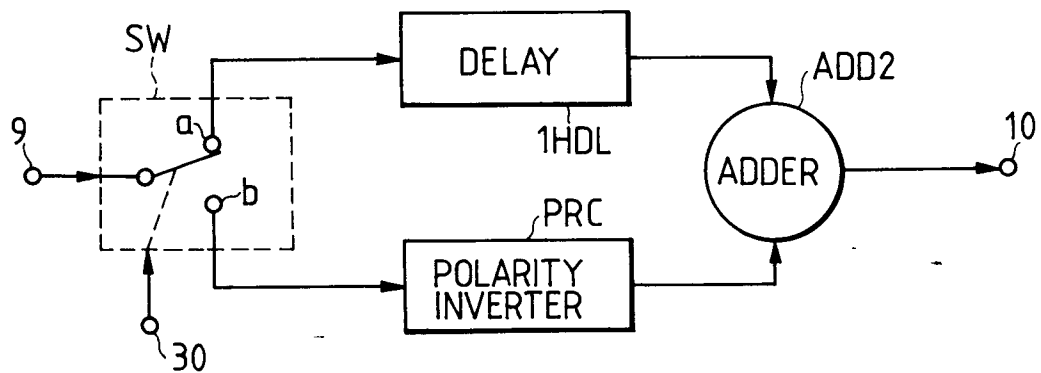 SW
DELAY
ADD2
9
a
1HDL
10
ADDER
b
PRC
POLARITY
INVERTER
30